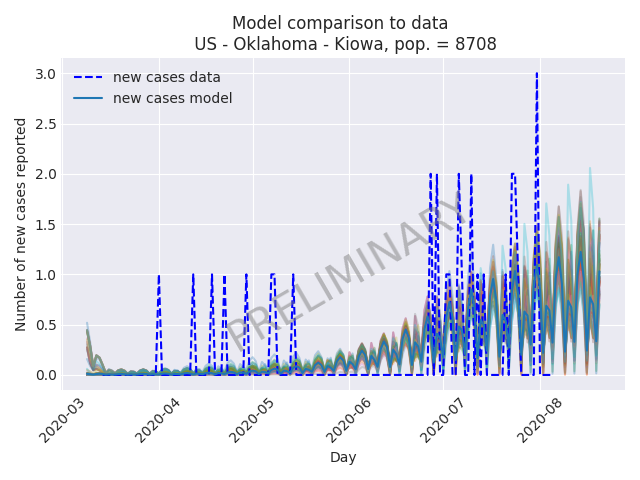 Model comparison to data
US - Oklahoma - Kiowa, pop. = 8708
new cases data
new cases model
Number of new cases reported
3.0
2.5
2.0
1.5
1.0
0.5
0.0
PRELIMINARY
2020-03
2020-04
2020-05
2020-06
2020-07
2020-08
Day